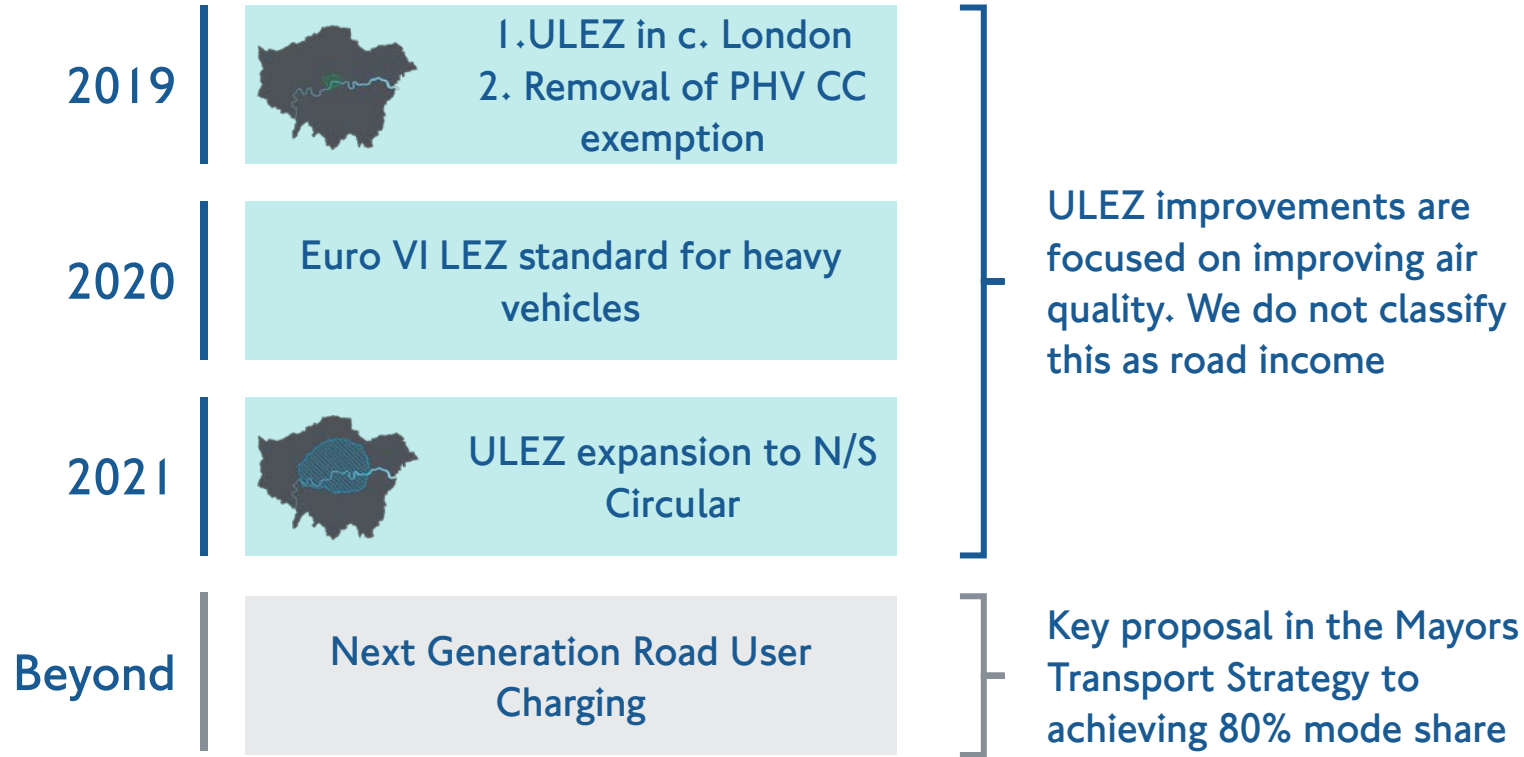 2019
1.ULEZ in c. London
2. Removal of PHV CC
exemption
2020
Euro VI LEZ standard for heavy
vehicles
2021
ULEZ expansion to N/S
Circular
ULEZ improvements are
focused on improving air
quality. We do not classify
this as road income
Beyond
Next Generation Road User
Charging
Key proposal in the Mayors
Transport Strategy to
achieving 80% mode share